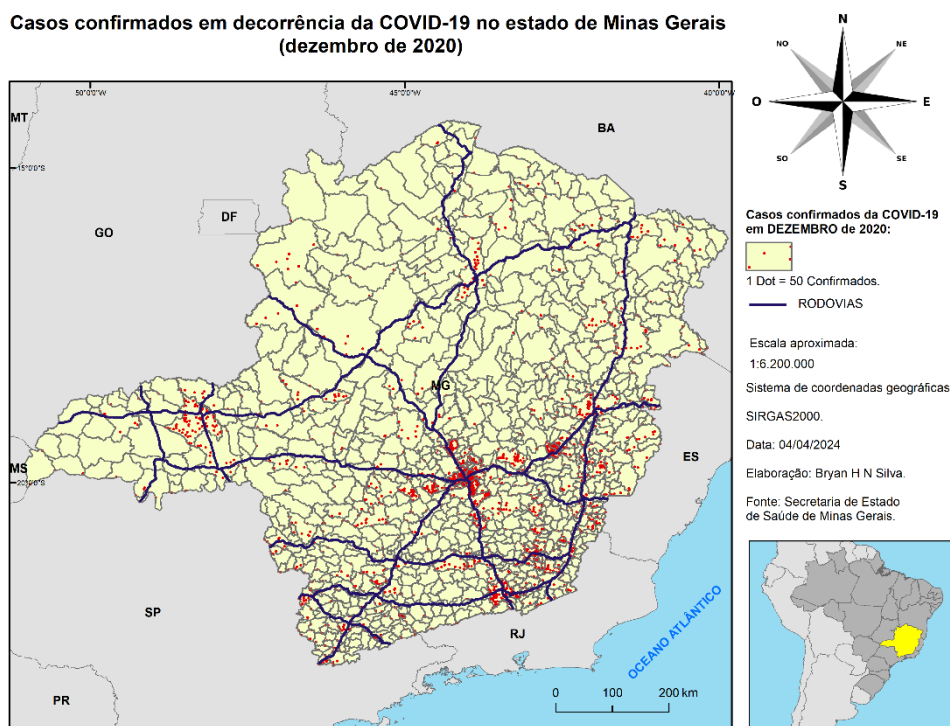 Casos confirmados em decorrência da COVID-19 no estado de Minas Gerais
(dezembro de 2020)
N
NO
NE
O
E
SO
SE
S
50°0'0"W
45°0'0"W
40°0'0"W
MT
BA
15°0'0"S
DF
GO
MG
MS
20°0'0"S
ES
SP
RJ
PR
OCEANO ATLÂNTICO
0 100 200 km
Casos confirmados da COVID-19
em DEZEMBRO de 2020:
1 Dot = 50 Confirmados.
RODOVIAS
Escala aproximada:
1:6.200.000
Sistema de coordenadas geográficas
SIRGAS2000.
Data: 04/04/2024
Elaboração: Bryan H N Silva.
Fonte: Secretaria de Estado
de Saúde de Minas Gerais.